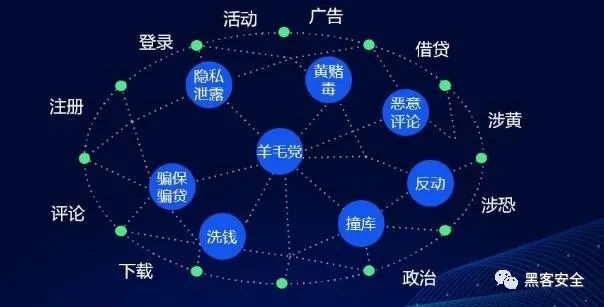 活动
广告
登录
借贷
隐私
泄露
黄赌
毒
注册
恶意
评论
涉黄
羊毛党
骗保
骗贷
反动
评论
涉恐
洗钱
撞库
下载
政治
黑客安全